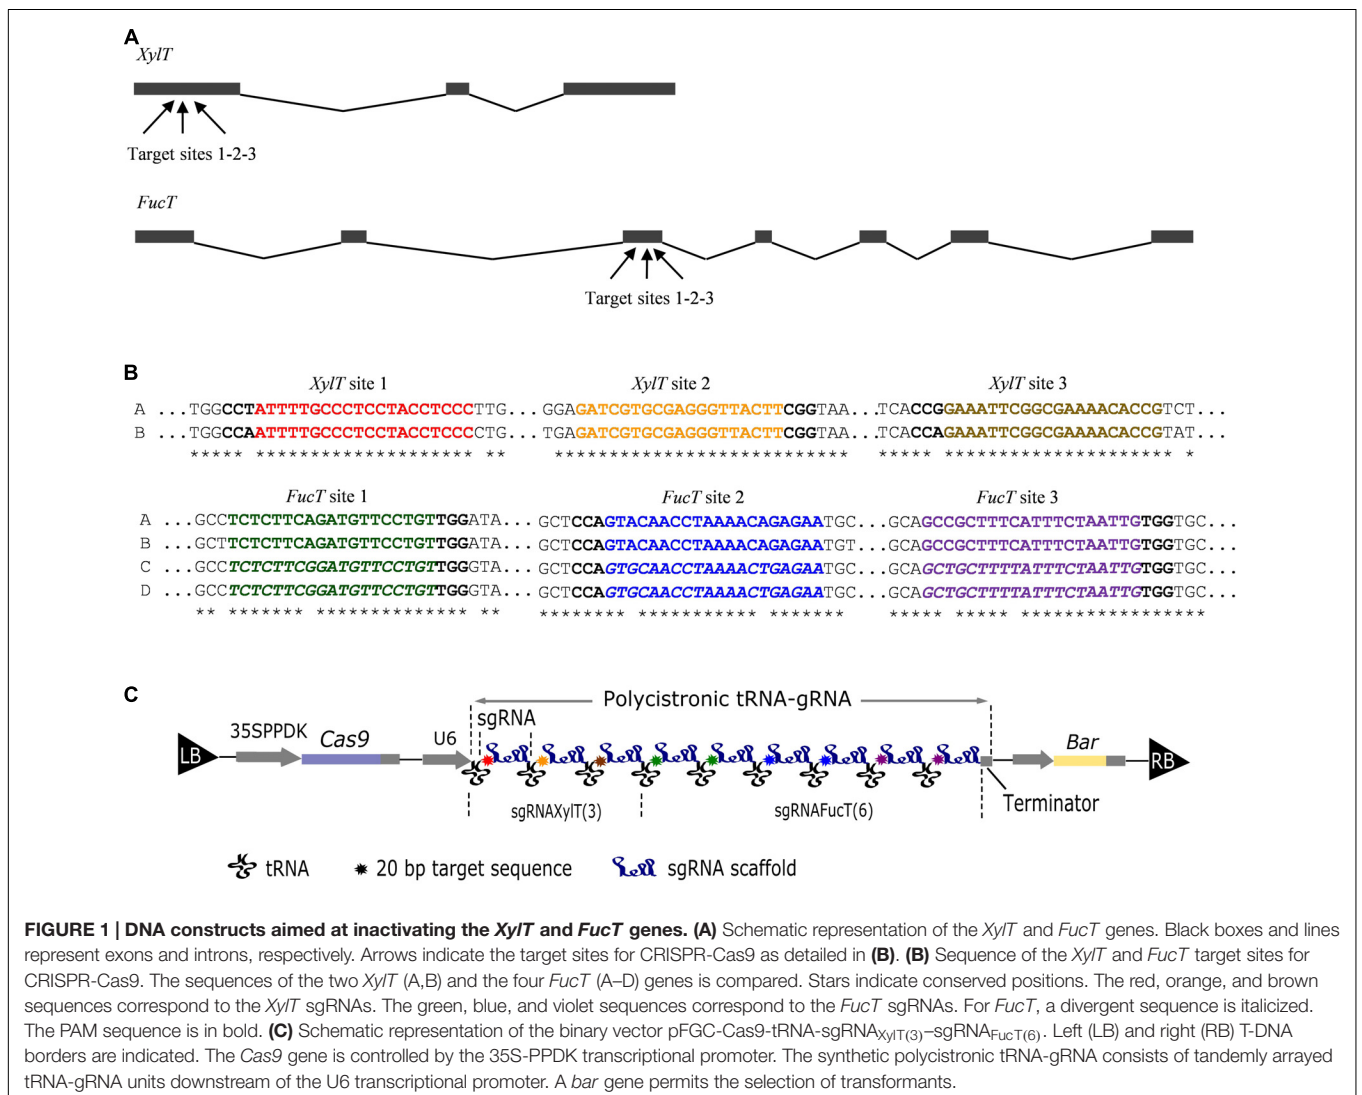 A
XylT
Target sites 1-2-3
FucT
Target sites 1-2-3
B
XylT site 1 XylT site 2 XylT site 3
A ...TGGCCTATTTTGCCCTCCTACCTCCCTTG... GGAGATCGTGCGAGGGTTACTTCGGTAA...TCACCGGAAATTCGGCGAAAACACCGTCT...
B ...TGGCCAATTTTGCCCTCCTACCTCCCCTG... TGAGATCGTGCGAGGGTTACTTCGGTAA...TCACCAGAAATTCGGCGAAAACACCGTAT...
***** ******************** ** *************************** ***** ********************* *
FucT site 1 FucT site 2 FucT site 3
A ...GCCTCTCTTCAGATGTTCCTGTTGGATA... GCTCCAGTACAACCTAAAACAGAGAATGC...GCAGCCGCTTTCATTTCTAATTGTGGTGC...
B ...GCTTCTCTTCAGATGTTCCTGTTGGATA... GCTCCAGTACAACCTAAAACAGAGAATGT...GCAGCCGCTTTCATTTCTAATTGTGGTGC...
C ...GCCTCTCTTCGGATGTTCCTGTTGGGTA... GCTCCAGTGCAACCTAAAACTGAGAATGC...GCAGCTGCTTTTATTTCTAATTGTGGTGC...
D ...GCCTCTCTTCGGATGTTCCTGTTGGGTA... GCTCCAGTGCAACCTAAAACTGAGAATGC...GCAGCTGCTTTTATTTCTAATTGTGGTGC...
** ******* ************** ** ******** *********** ******* ***** ***** *****************
C
Polycistronic tRNA-gRNA
sgRNA
LB 35SPPDK Cas9 U6 Bar RB
sgRNAXylT(3) sgRNAFucT(6) Terminator
tRNA 20 bp target sequence sgRNA scaffold
FIGURE 1 | DNA constructs aimed at inactivating the XylT and FucT genes. (A) Schematic representation of the XylT and FucT genes. Black boxes and lines
represent exons and introns, respectively. Arrows indicate the target sites for CRISPR-Cas9 as detailed in (B). (B) Sequence of the XylT and FucT target sites for
CRISPR-Cas9. The sequences of the two XylT (A,B) and the four FucT (A–D) genes is compared. Stars indicate conserved positions. The red, orange, and brown
sequences correspond to the XylT sgRNAs. The green, blue, and violet sequences correspond to the FucT sgRNAs. For FucT, a divergent sequence is italicized.
The PAM sequence is in bold. (C) Schematic representation of the binary vector pFGC-Cas9-tRNA-sgRNAXylT(3)–sgRNAFucT(6). Left (LB) and right (RB) T-DNA
borders are indicated. The Cas9 gene is controlled by the 35S-PPDK transcriptional promoter. The synthetic polycistronic tRNA-gRNA consists of tandemly arrayed
tRNA-gRNA units downstream of the U6 transcriptional promoter. A bar gene permits the selection of transformants.